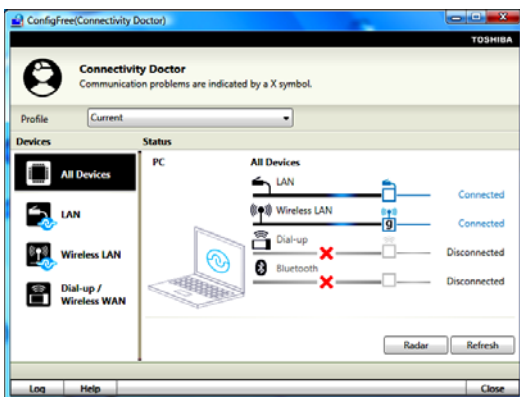 ConfigFree(Connectivity Doctor)
TOSHIBA
Connectivity Doctor
Communication problems are indicated by a X symbol.
Profile
Current
Devices
Status
All Devices
LAN
Wireless LAN
Dial-up /
Wireless WAN
PC
All Devices
LAN
Connected
Wireless LAN
g
Connected
Dial-up
Disconnected
Bluetooth
Disconnected
Radar
Refresh
Log
Help
Close